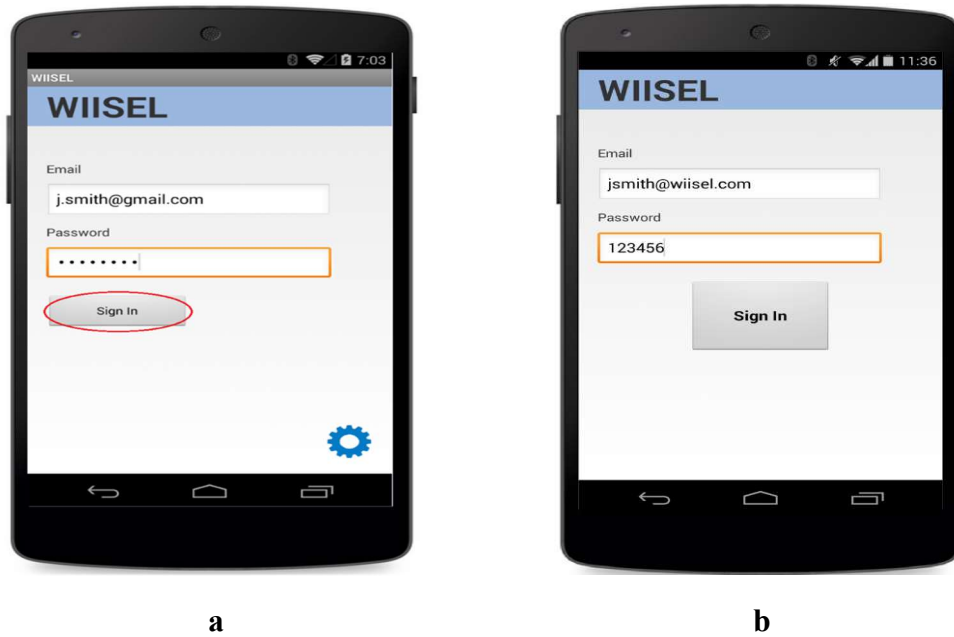 7:03
WIISEL
WIISEL
Email
j.smith@gmail.com
Password
••••••••
Sign In
a
11:36
WIISEL
Email
jsmith@wiisel.com
Password
123456
Sign In
b